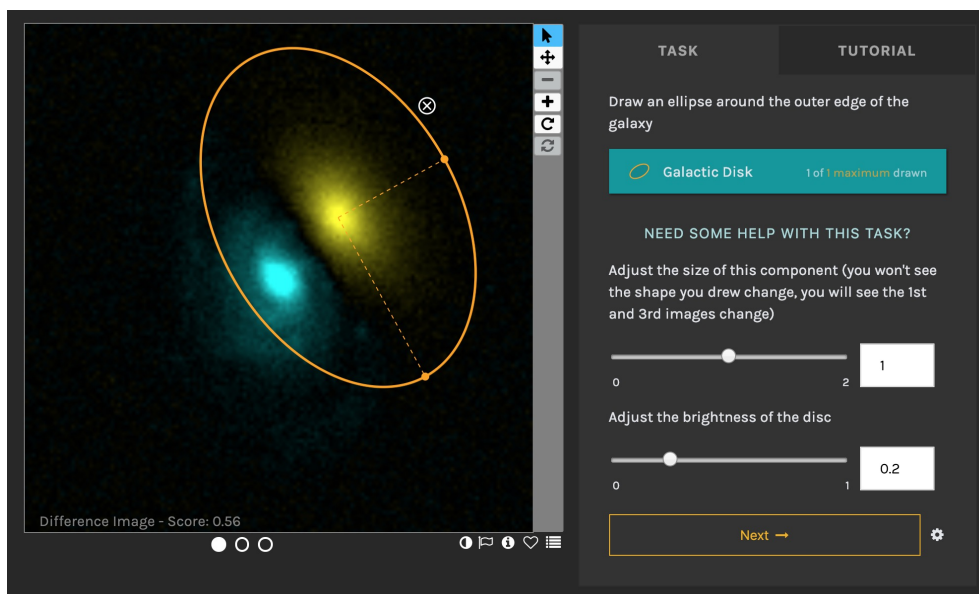 TASK
TUTORIAL
Draw an ellipse around the outer edge of the
galaxy
Galactic Disk
1 of 1 maximum drawn
NEED SOME HELP WITH THIS TASK?
Adjust the size of this component (you won't see
the shape you drew change, you will see the 1st
and 3rd images change)
1
0
2
Adjust the brightness of the disc
0.2
0
1
Next →
Difference Image - Score: 0.56